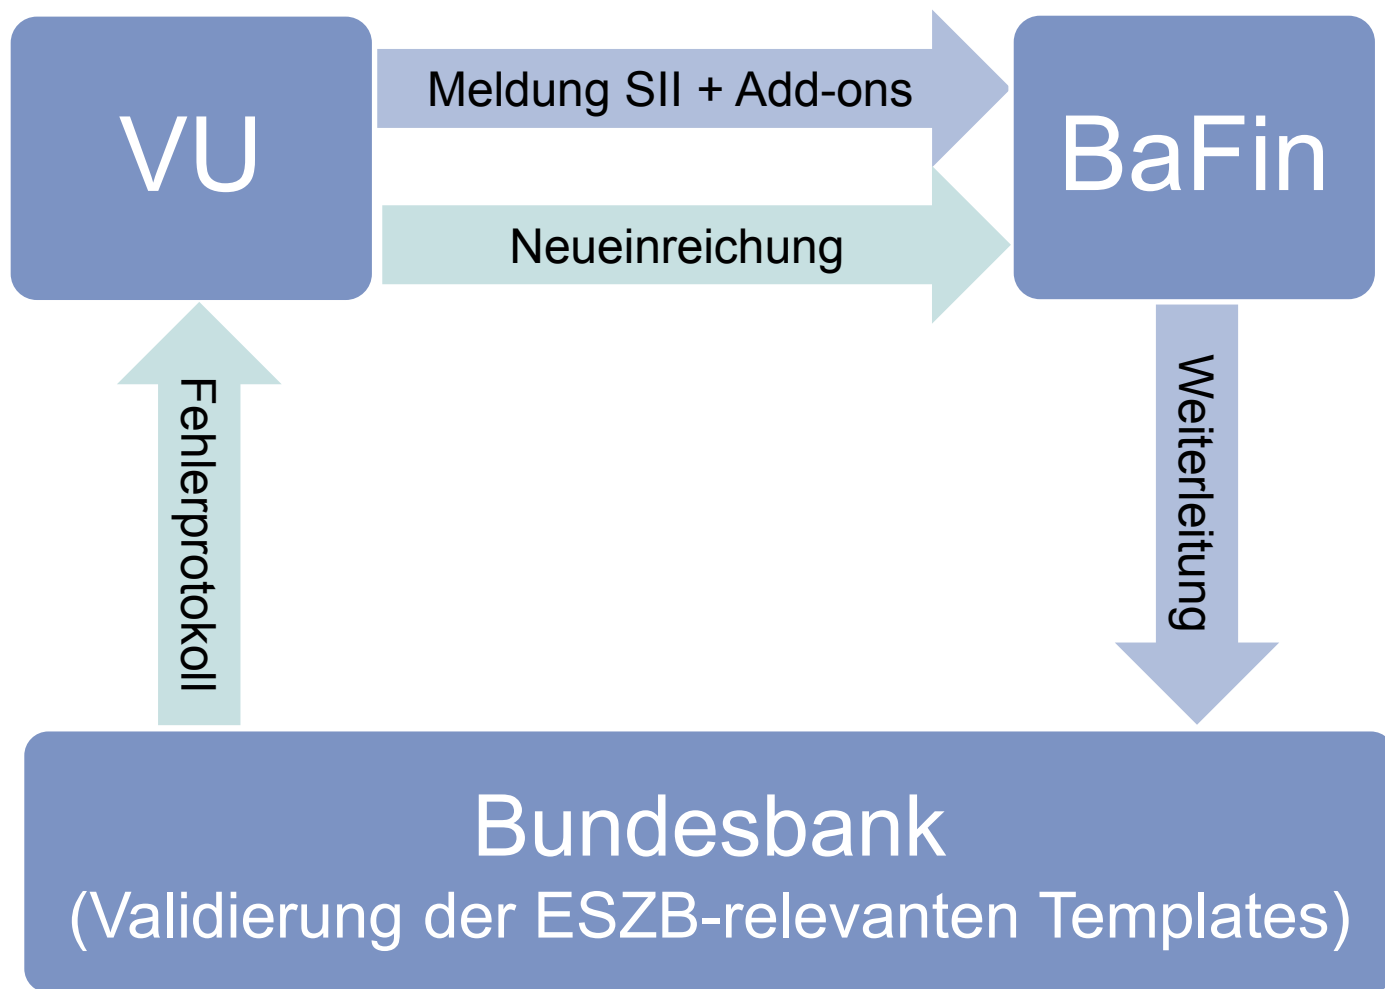 VU
Meldung SII + Add-ons
BaFin
Neueinreichung
Fehlerprotokoll
Weiterleitung
Bundesbank
(Validierung der ESZB-relevanten Templates)